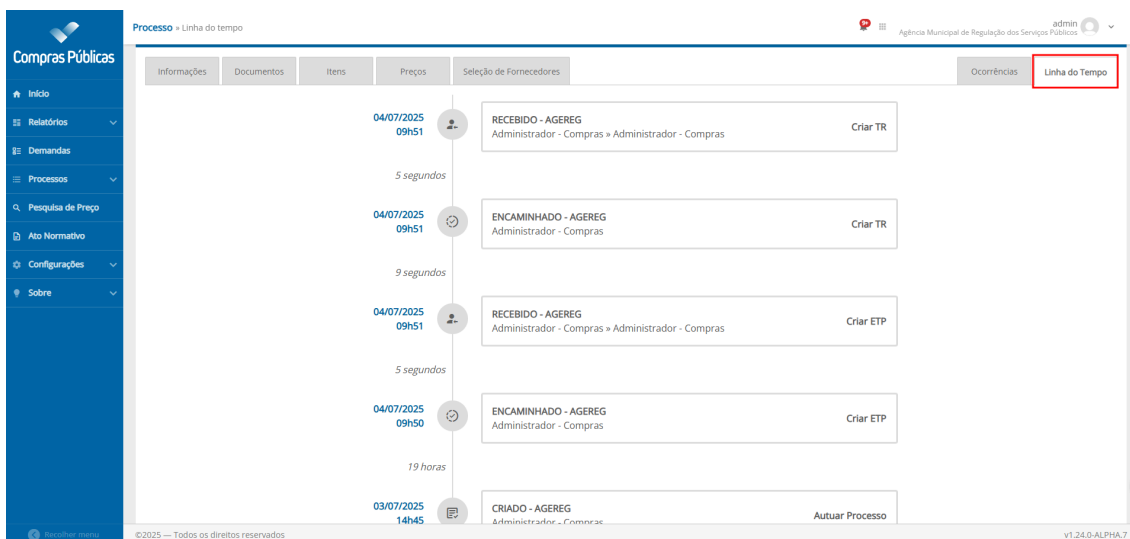 Compras Públicas
Início
Relatórios
Demandas
Processos
Pesquisa de Preço
Ato Normativo
Configurações
Sobre
Recolher menu
Processo » Linha do tempo
9+
admin
Agência Municipal de Regulação dos Serviços Públicos
Informações
Documentos
Itens
Preços
Seleção de Fornecedores
Ocorrências
Linha do Tempo
04/07/2025
09h51
RECEBIDO - AGEREG
Administrador - Compras » Administrador - Compras
Criar TR
5 segundos
04/07/2025
09h51
ENCAMINHADO - AGEREG
Administrador - Compras
Criar TR
9 segundos
04/07/2025
09h51
RECEBIDO - AGEREG
Administrador - Compras » Administrador - Compras
Criar ETP
5 segundos
04/07/2025
09h50
ENCAMINHADO - AGEREG
Administrador - Compras
Criar ETP
19 horas
03/07/2025
14h45
CRIADO - AGEREG
Administrador - Compras
Autuar Processo
©2025 — Todos os direitos reservados
v1.24.0-ALPHA.7